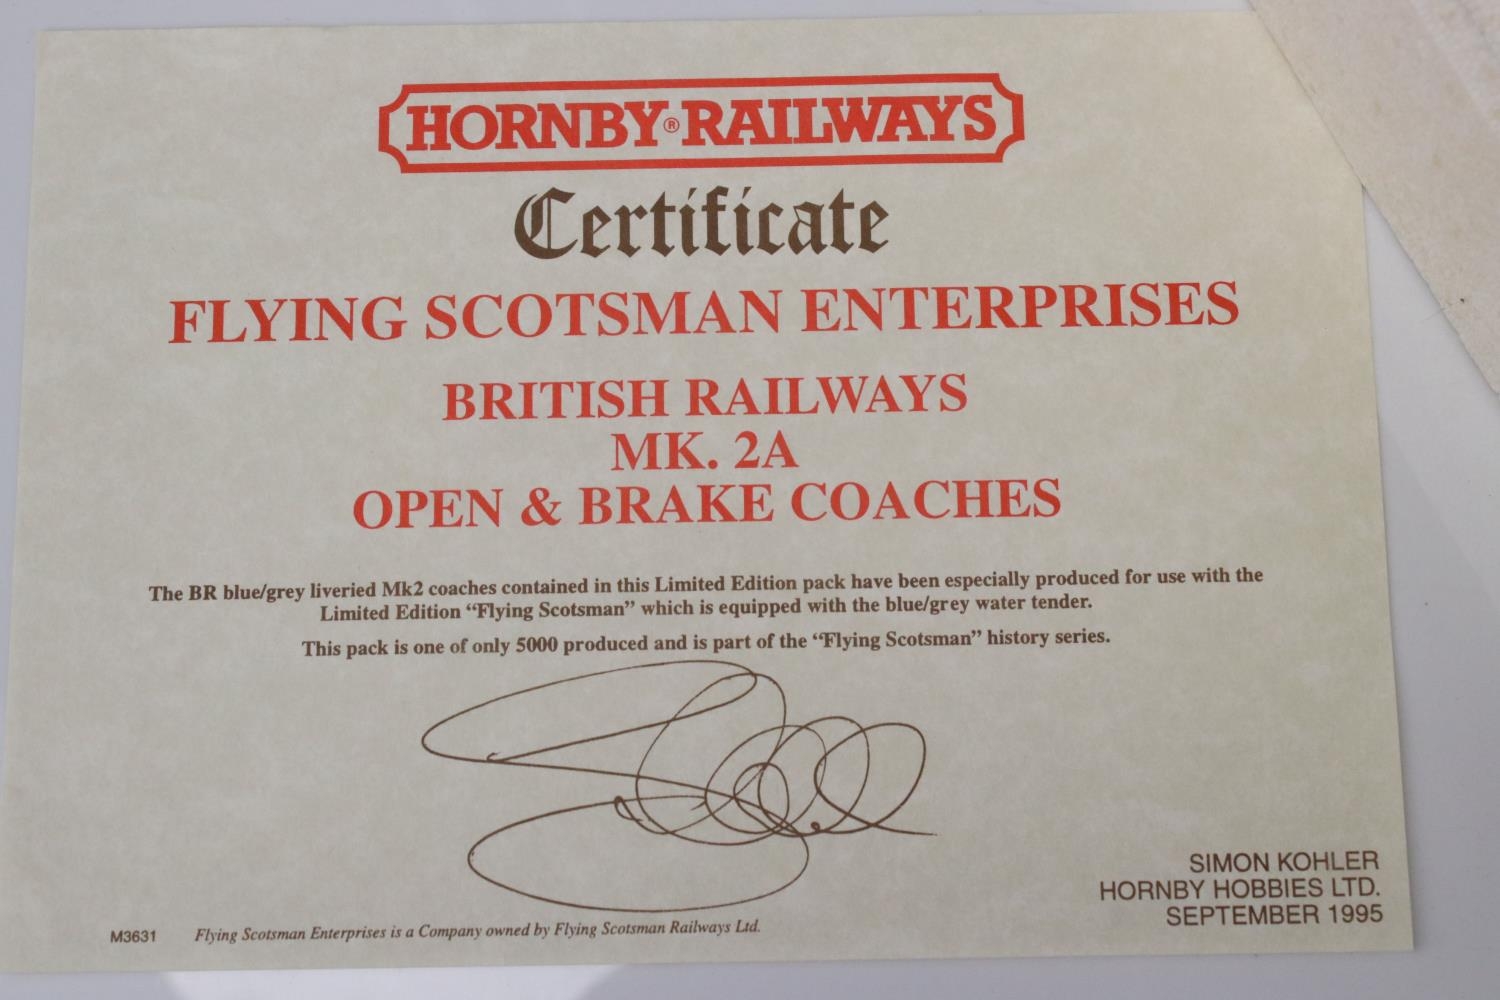 HORNBY® RAILWAYS
Certificate
FLYING SCOTSMAN ENTERPRISES
BRITISH RAILWAYS
MK. 2A
OPEN & BRAKE COACHES
The BR blue/grey liveried Mk2 coaches contained in this Limited Edition pack have been especially produced for use with the
Limited Edition “Flying Scotsman” which is equipped with the blue/grey water tender.
This pack is one of only 5000 produced and is part of the “Flying Scotsman” history series.
SIMON KOHLER
HORNBY HOBBIES LTD.
SEPTEMBER 1995
M3631 Flying Scotsman Enterprises is a Company owned by Flying Scotsman Railways Ltd.